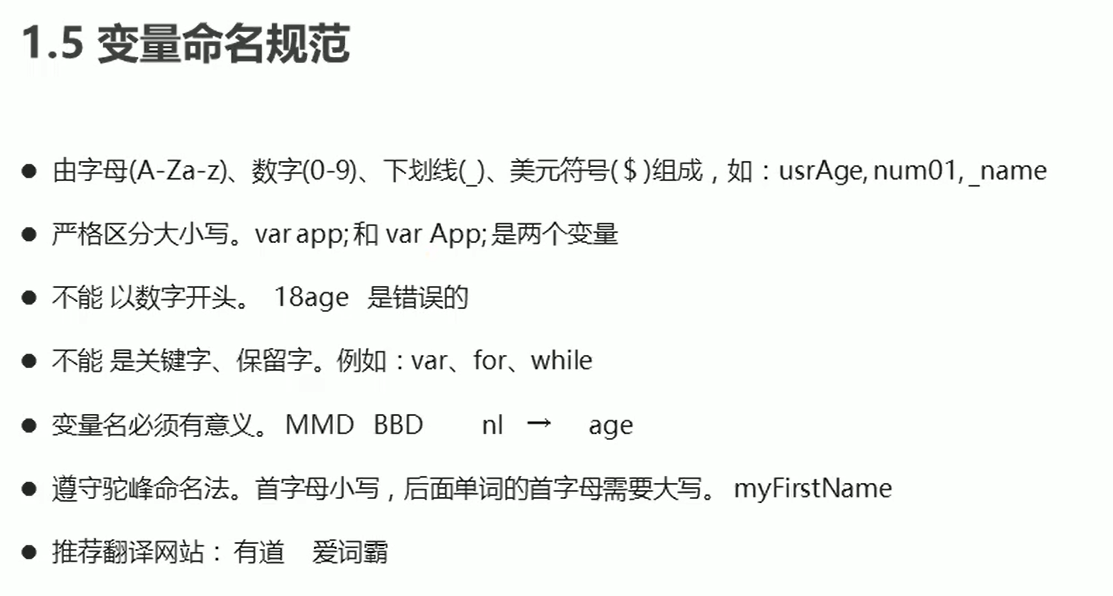 1.5 变量命名规范
● 由字母(A-Za-z)、数字(0-9)、下划线(_)、美元符号( $ )组成，如：usrAge, num01, _name
● 严格区分大小写。var app; 和 var App; 是两个变量
● 不能 以数字开头。 18age 是错误的
● 不能 是关键字、保留字。例如：var、for、while
● 变量名必须有意义。 MMD BBD nl → age
● 遵守驼峰命名法。首字母小写，后面单词的首字母需要大写。 myFirstName
● 推荐翻译网站： 有道 爱词霸